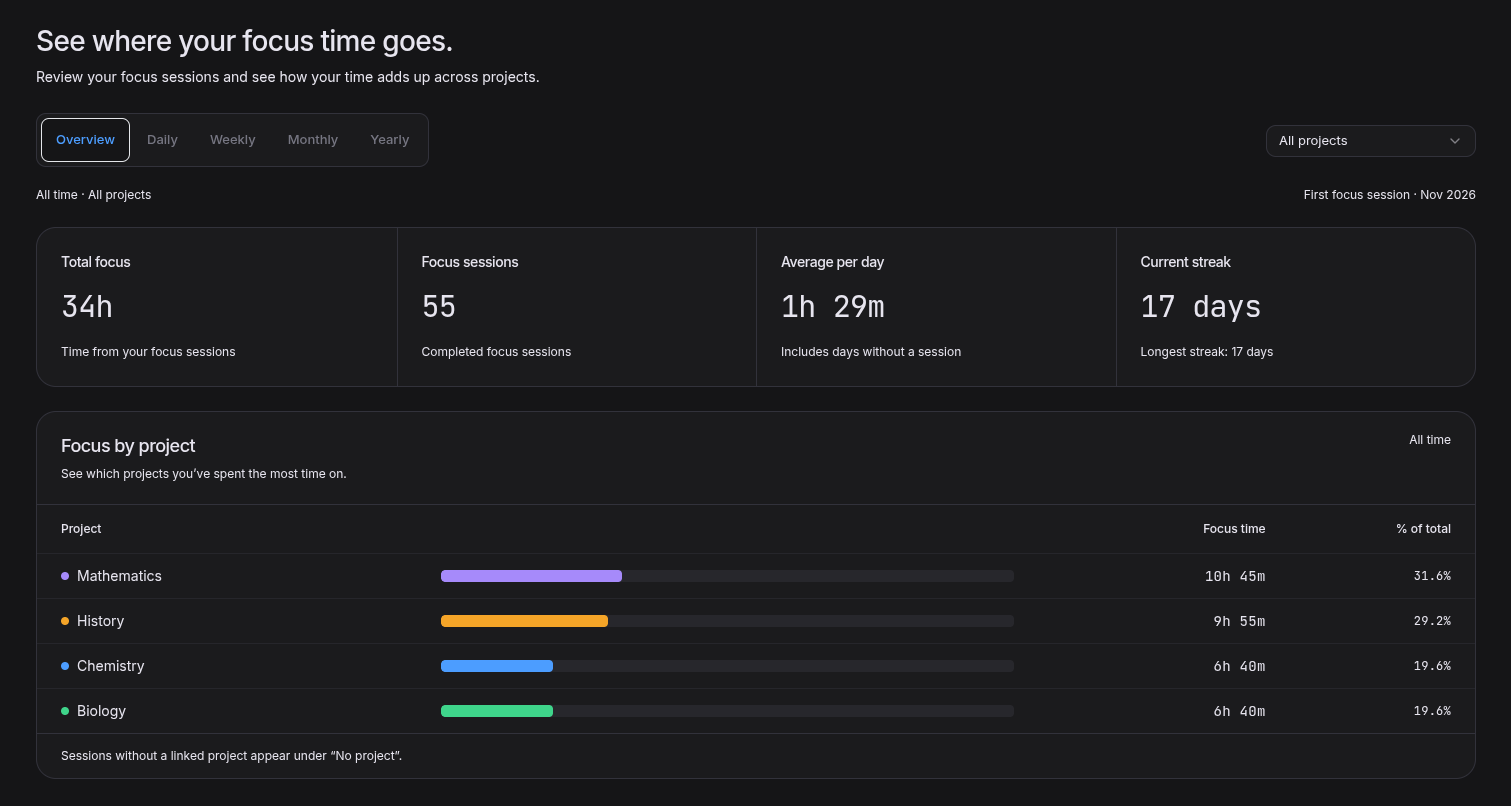 See where your focus time goes.
Review your focus sessions and see how your time adds up across projects.
Overview Daily Weekly Monthly Yearly
All projects
All time · All projects
First focus session · Nov 2026
Total focus
34h
Time from your focus sessions
Focus sessions
55
Completed focus sessions
Average per day
1h 29m
Includes days without a session
Current streak
17 days
Longest streak: 17 days
Focus by project
All time
See which projects you’ve spent the most time on.
Project Focus time % of total
Mathematics 10h 45m 31.6%
History 9h 55m 29.2%
Chemistry 6h 40m 19.6%
Biology 6h 40m 19.6%
Sessions without a linked project appear under “No project”.